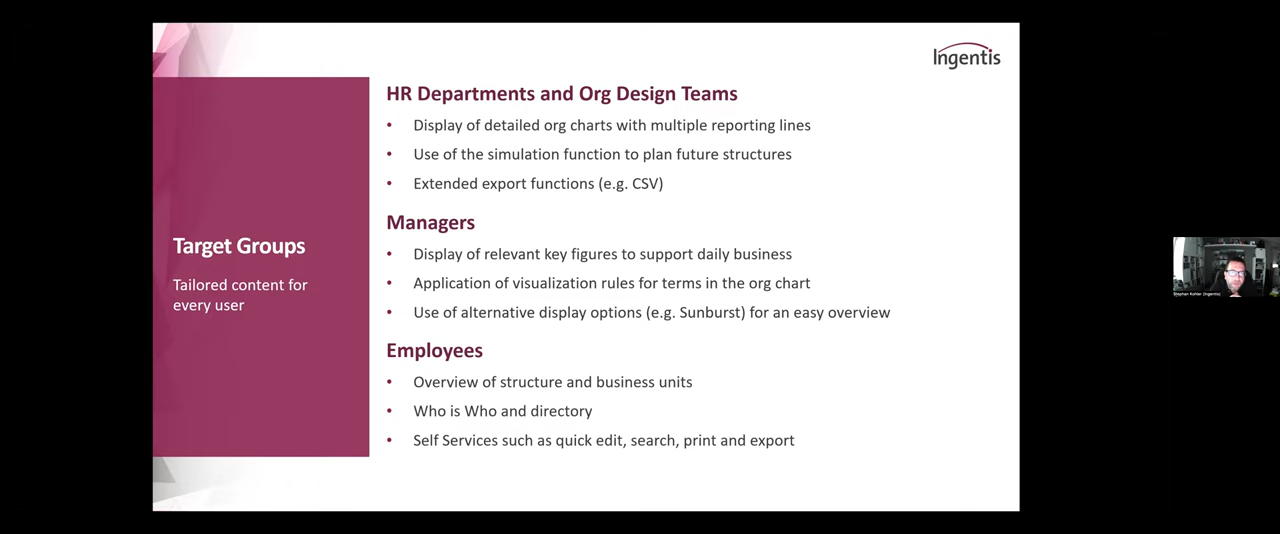 Ingentis
HR Departments and Org Design Teams
• Display of detailed org charts with multiple reporting lines
• Use of the simulation function to plan future structures
• Extended export functions (e.g. CSV)
Managers
• Display of relevant key figures to support daily business
• Application of visualization rules for terms in the org chart
• Use of alternative display options (e.g. Sunburst) for an easy overview
Employees
• Overview of structure and business units
• Who is Who and directory
• Self Services such as quick edit, search, print and export
Target Groups
Tailored content for
every user
Stephan Kohler (Ingentis)